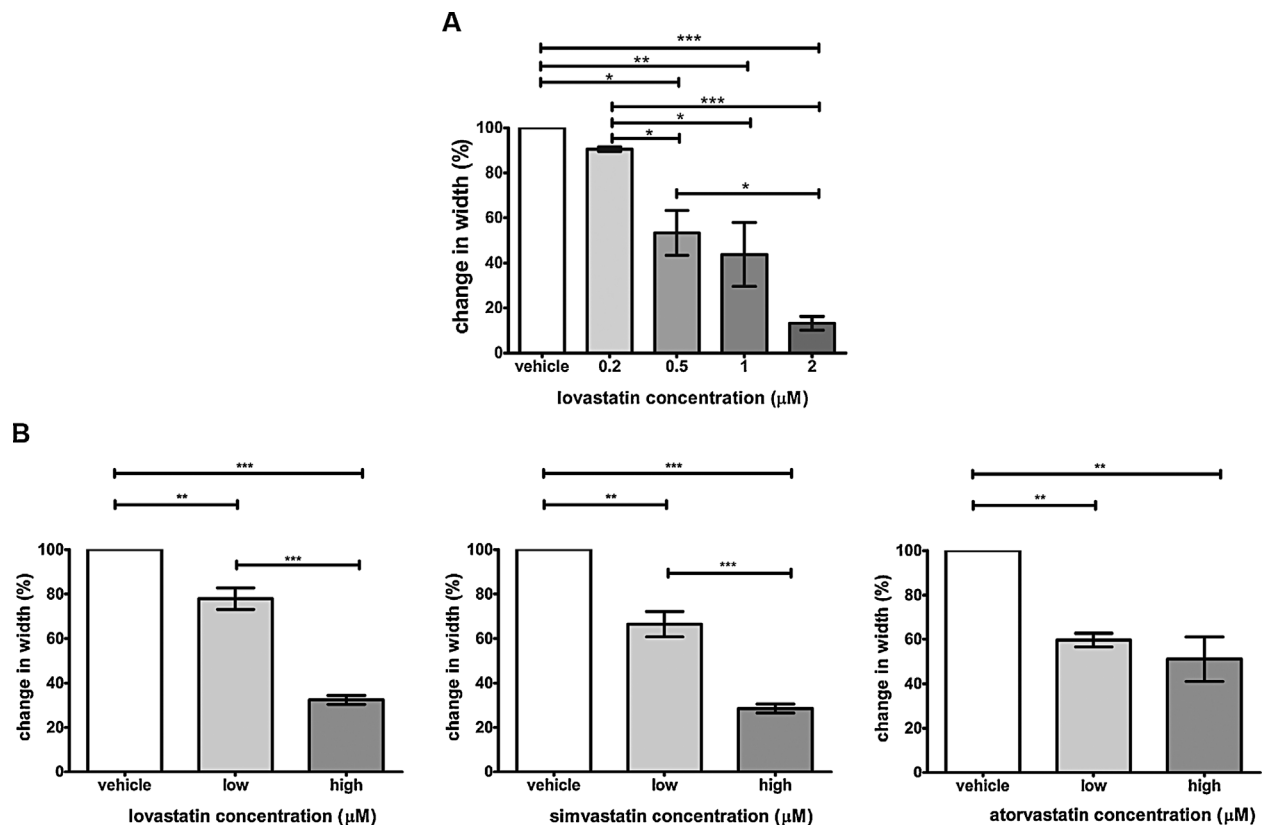 A
***
**
*
***
*
*
*
change in width (%)
100
80
60
40
20
0
vehicle 0.2 0.5 1 2
lovastatin concentration (μM)
B
***
**
***
change in width (%)
100
80
60
40
20
0
vehicle low high
lovastatin concentration (μM)
***
**
***
change in width (%)
100
80
60
40
20
0
vehicle low high
simvastatin concentration (μM)
**
**
change in width (%)
100
80
60
40
20
0
vehicle low high
atorvastatin concentration (μM)